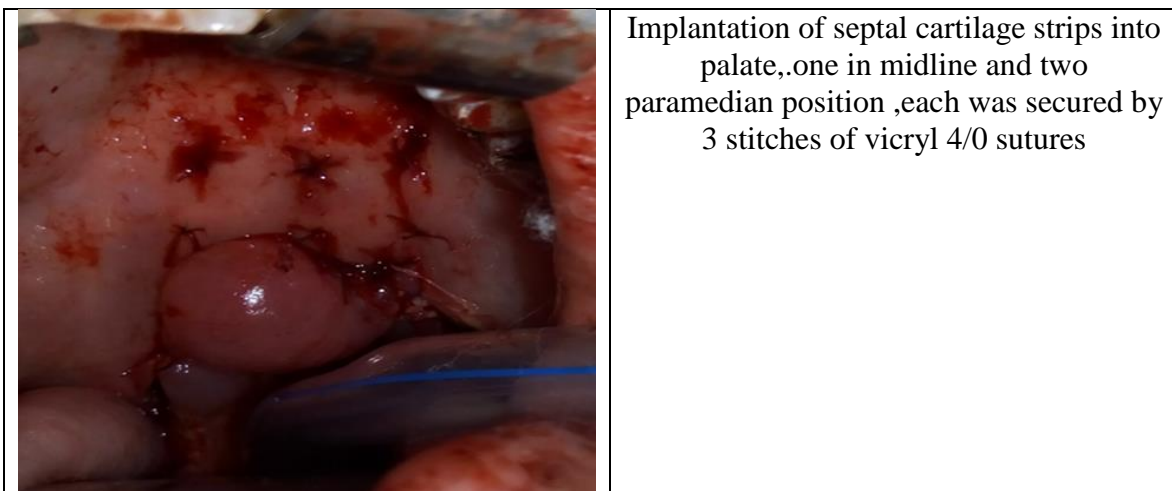 Implantation of septal cartilage strips into
palate,.one in midline and two
paramedian position ,each was secured by
3 stitches of vicryl 4/0 sutures